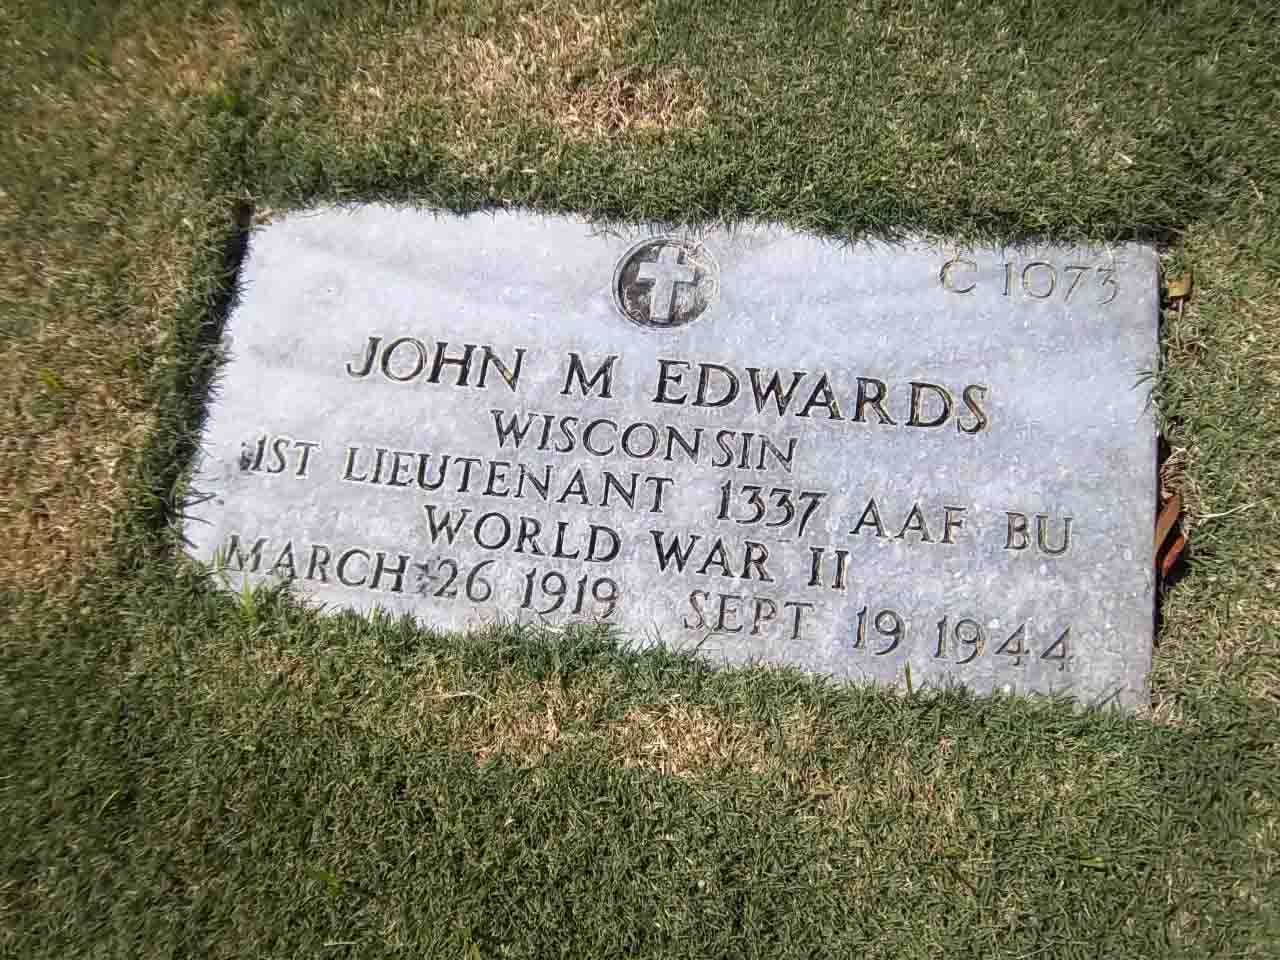 C 1073
JOHN M EDWARDS
WISCONSIN
1ST LIEUTENANT 1337 AAF BU
WORLD WAR II
MARCH 26 1919 SEPT 19 1944